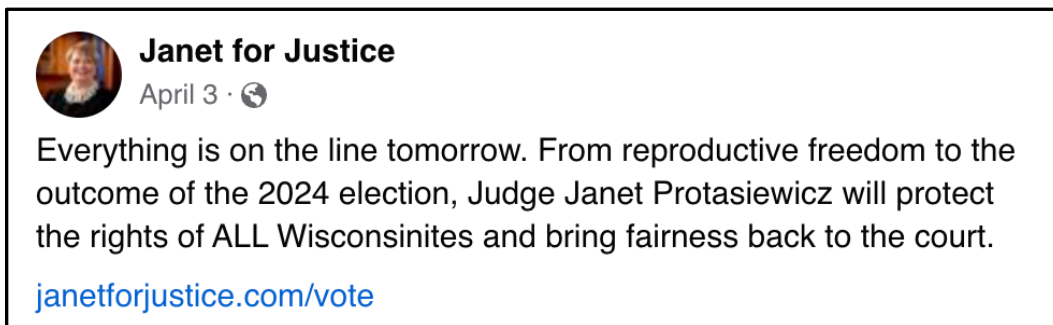 Janet for Justice
April 3 ·
Everything is on the line tomorrow. From reproductive freedom to the
outcome of the 2024 election, Judge Janet Protasiewicz will protect
the rights of ALL Wisconsinites and bring fairness back to the court.
janetforjustice.com/vote